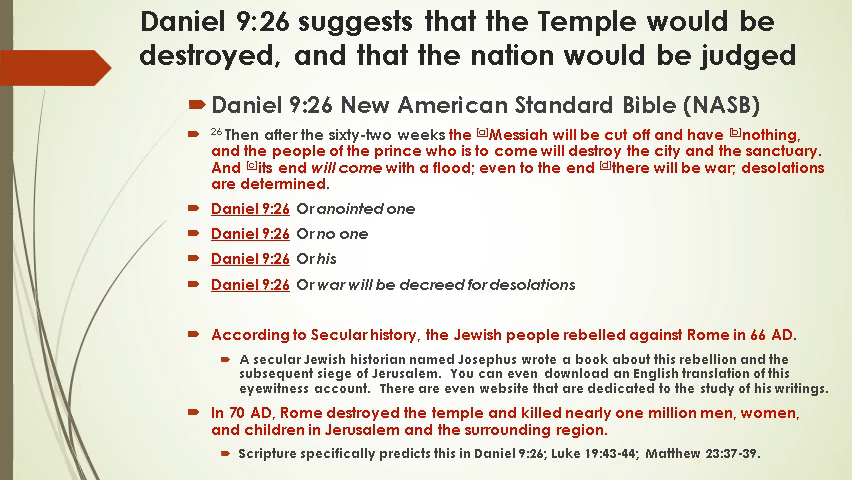 Daniel 9:26 suggests that the Temple would be
destroyed, and that the nation would be judged
Daniel 9:26 New American Standard Bible (NASB)
26 Then after the sixty-two weeks the [a]Messiah will be cut off and have [b]nothing,
and the people of the prince who is to come will destroy the city and the sanctuary.
And [c]its end will come with a flood; even to the end [d]there will be war; desolations
are determined.
Daniel 9:26 Or anointed one
Daniel 9:26 Or no one
Daniel 9:26 Or his
Daniel 9:26 Or war will be decreed for desolations
According to Secular history, the Jewish people rebelled against Rome in 66 AD.
A secular Jewish historian named Josephus wrote a book about this rebellion and the
subsequent siege of Jerusalem. You can even download an English translation of this
eyewitness account. There are even website that are dedicated to the study of his writings.
In 70 AD, Rome destroyed the temple and killed nearly one million men, women,
and children in Jerusalem and the surrounding region.
Scripture specifically predicts this in Daniel 9:26; Luke 19:43-44; Matthew 23:37-39.